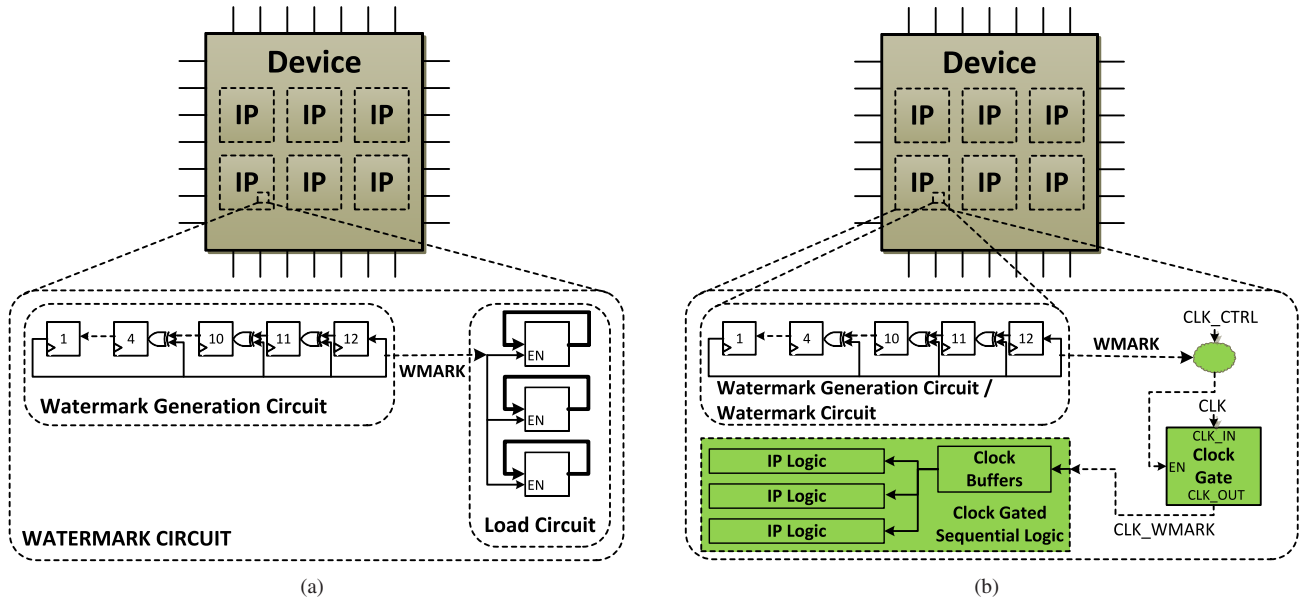 Device
IP IP IP
IP IP IP
1 4 10 11 12
Watermark Generation Circuit
WMARK
EN
EN
EN
Load Circuit
WATERMARK CIRCUIT
(a)
Device
IP IP IP
IP IP IP
1 4 10 11 12
Watermark Generation Circuit /
Watermark Circuit
WMARK
CLK_CTRL
CLK
CLK_IN
Clock
Gate
EN
CLK_OUT
CLK_WMARK
IP Logic
IP Logic
IP Logic
Clock
Buffers
Clock Gated
Sequential Logic
(b)